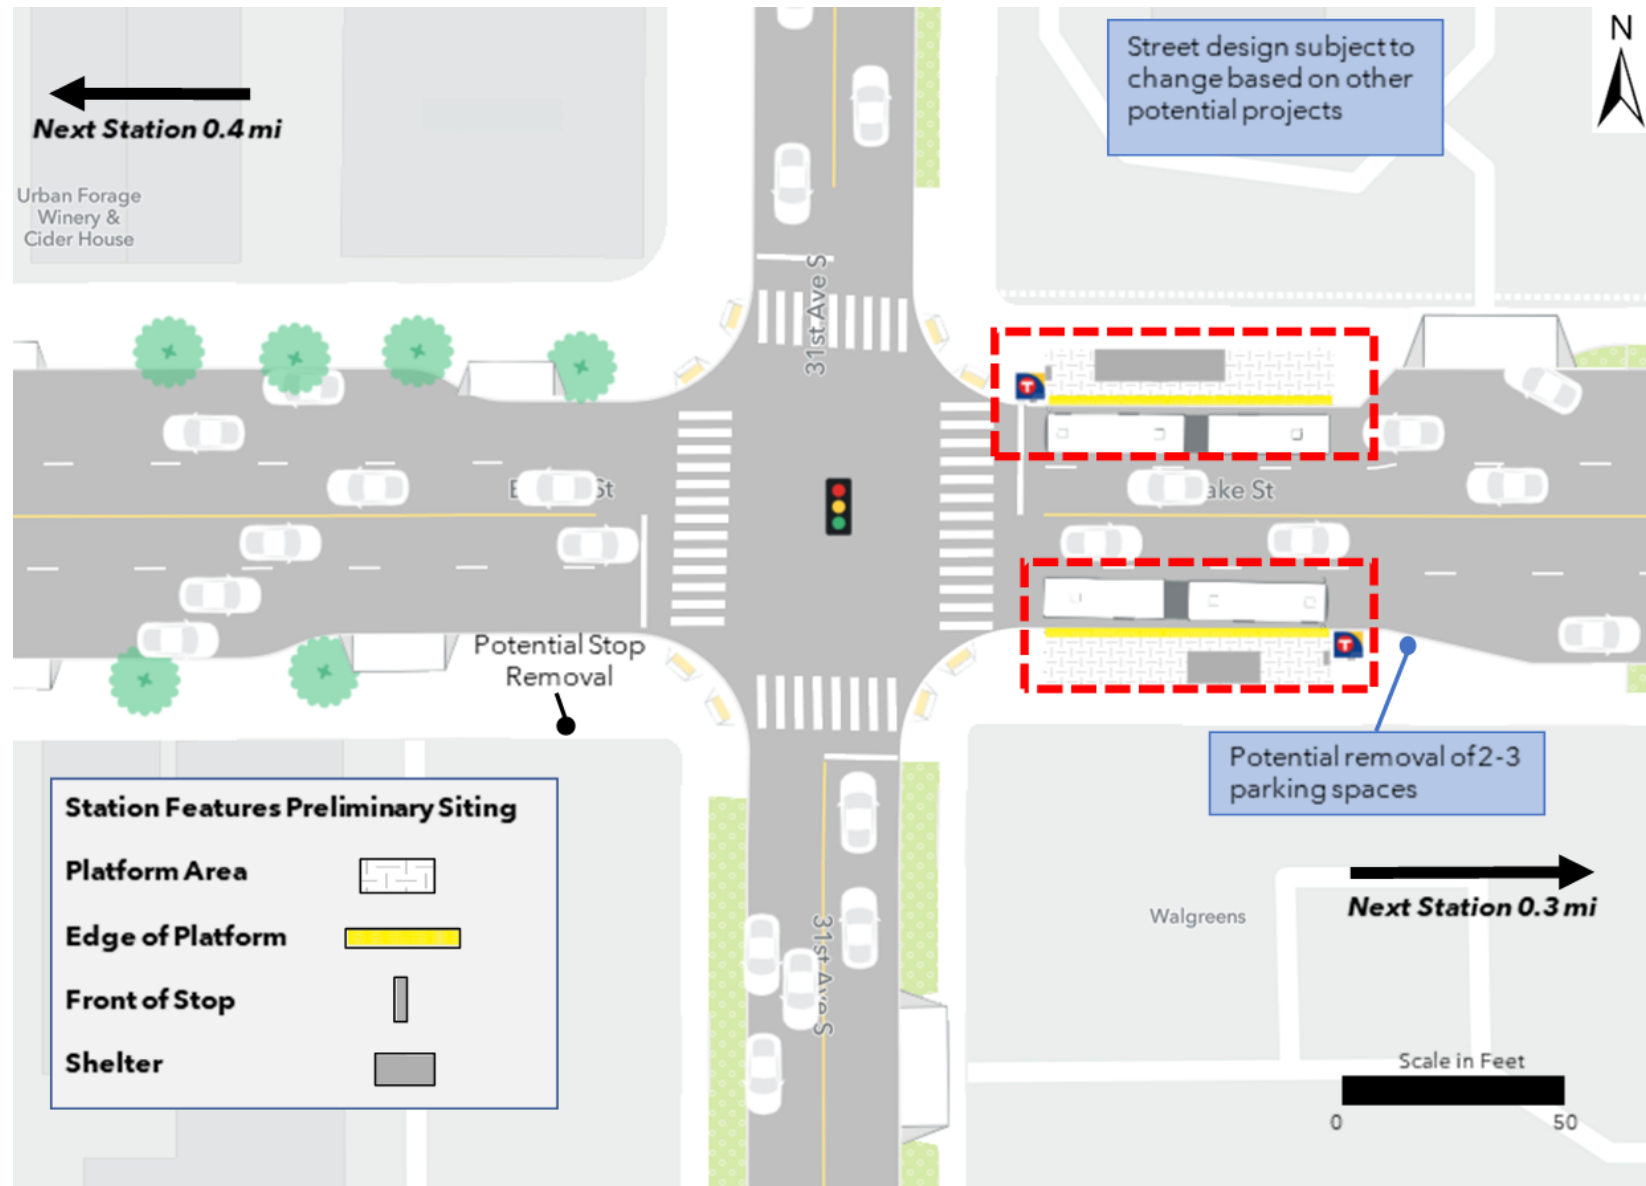 Street design subject to
change based on other
potential projects
N
Next Station 0.4 mi
Urban Forage
Winery &
Cider House
31st Ave S
T
St
ake St
T
Potential Stop
Removal
Potential removal of 2-3
parking spaces
Station Features Preliminary Siting
Platform Area
Edge of Platform
Front of Stop
Shelter
Walgreens
Next Station 0.3 mi
31st Ave S
Scale in Feet
0
50